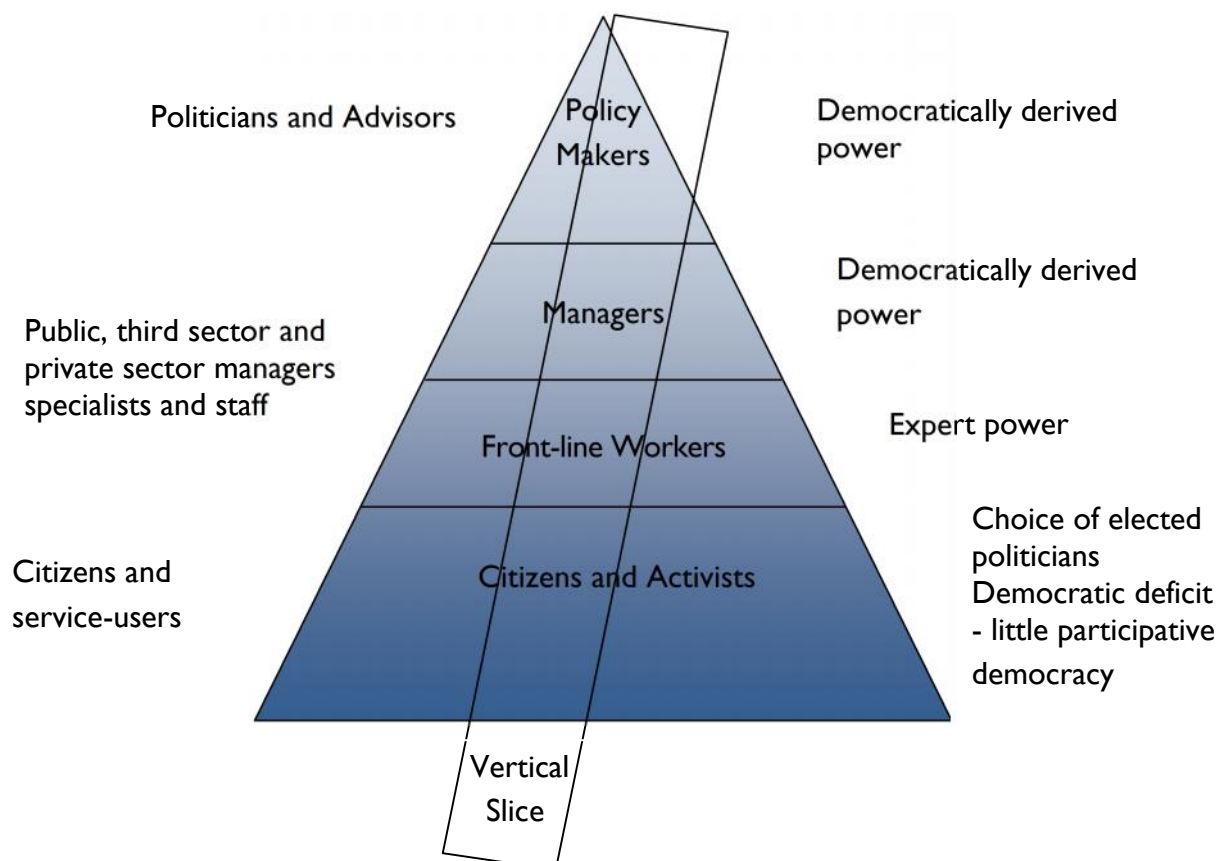 Politicians and Advisors
Policy
Makers
Democratically derived
power
Public, third sector and
private sector managers
specialists and staff
Managers
Democratically derived
power
Front-line Workers
Expert power
Citizens and
service-users
Citizens and Activists
Choice of elected
politicians
Democratic deficit
- little participative
democracy
Vertical
Slice